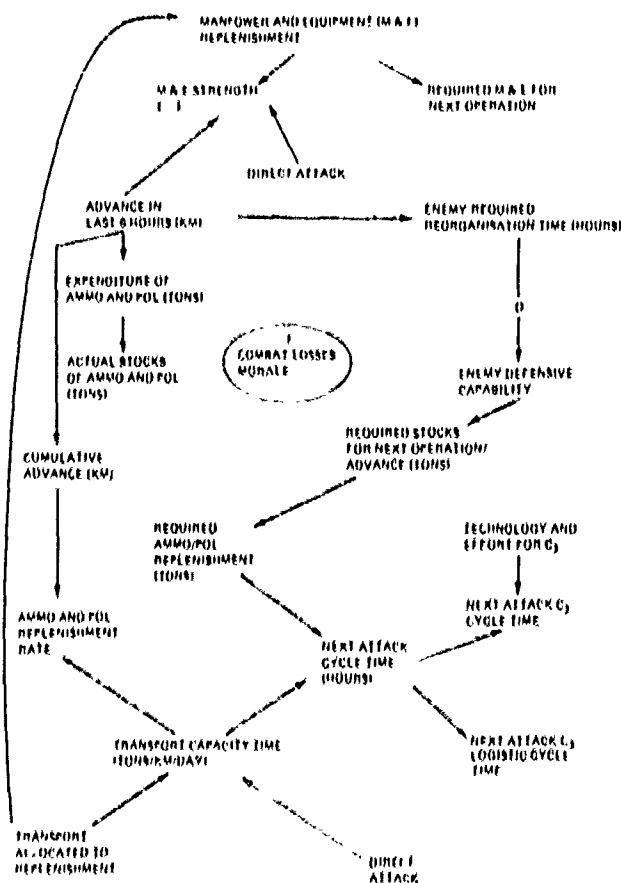 MANPOWER AND EQUIPMENT (M & E)
REPLENISHMENT
M & E STRENGTH
REQUIRED M & E FOR
NEXT OPERATION
DIRECT ATTACK
ADVANCE IN
LAST 6 HOURS (KM)
ENEMY REQUIRED
REORGANISATION TIME (HOURS)
EXPENDITURE OF
AMMO AND POL (TONS)
ACTUAL STOCKS
OF AMMO AND POL
(TONS)
COMBAT LOSSES
MORALE
ENEMY DEFENSIVE
CAPABILITY
REQUIRED STOCKS
FOR NEXT OPERATION/
ADVANCE (TONS)
CUMULATIVE
ADVANCE (KM)
REQUIRED
AMMO/POL
REPLENISHMENT
(TONS)
TECHNOLOGY AND
EFFORT FOR C3
NEXT ATTACK C3
CYCLE TIME
AMMO AND POL
REPLENISHMENT
RATE
NEXT ATTACK
CYCLE TIME
(HOURS)
TRANSPORT CAPACITY TIME
(TONS/KM/DAY)
NEXT ATTACK C3
LOGISTIC CYCLE
TIME
TRANSPORT
ALLOCATED TO
REPLENISHMENT
DIRECT
ATTACK